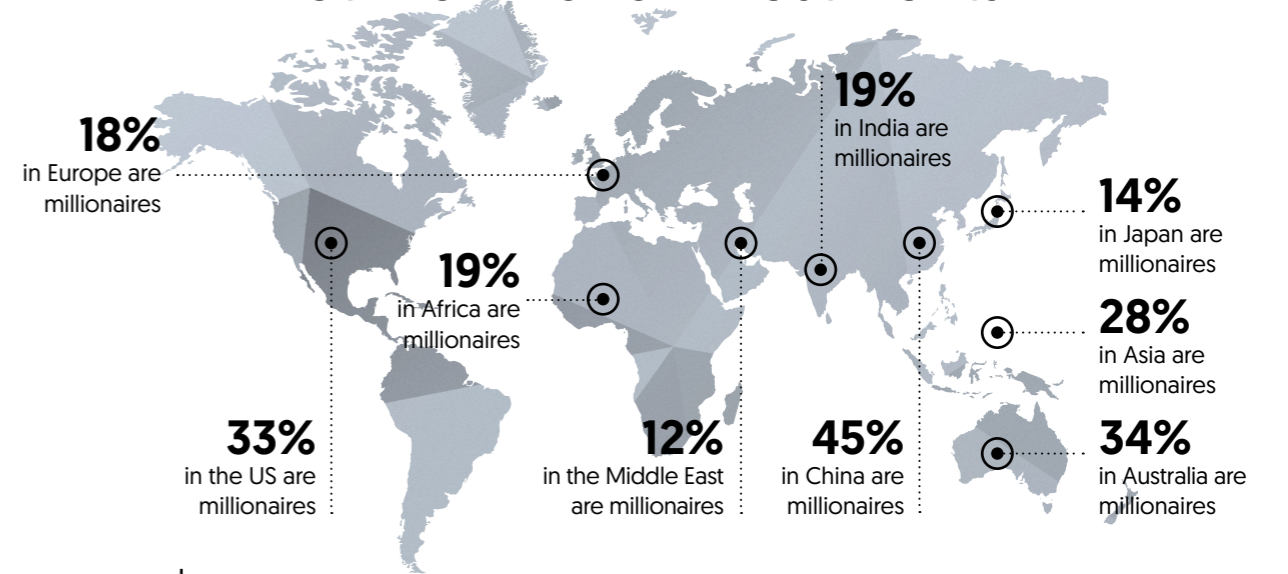 19%
in India are
millionaires
18%
in Europe are
millionaires
14%
in Japan are
millionaires
19%
in Africa are
millionaires
28%
in Asia are
millionaires
33%
in the US are
millionaires
12%
in the Middle East
are millionaires
45%
in China are
millionaires
34%
in Australia are
millionaires